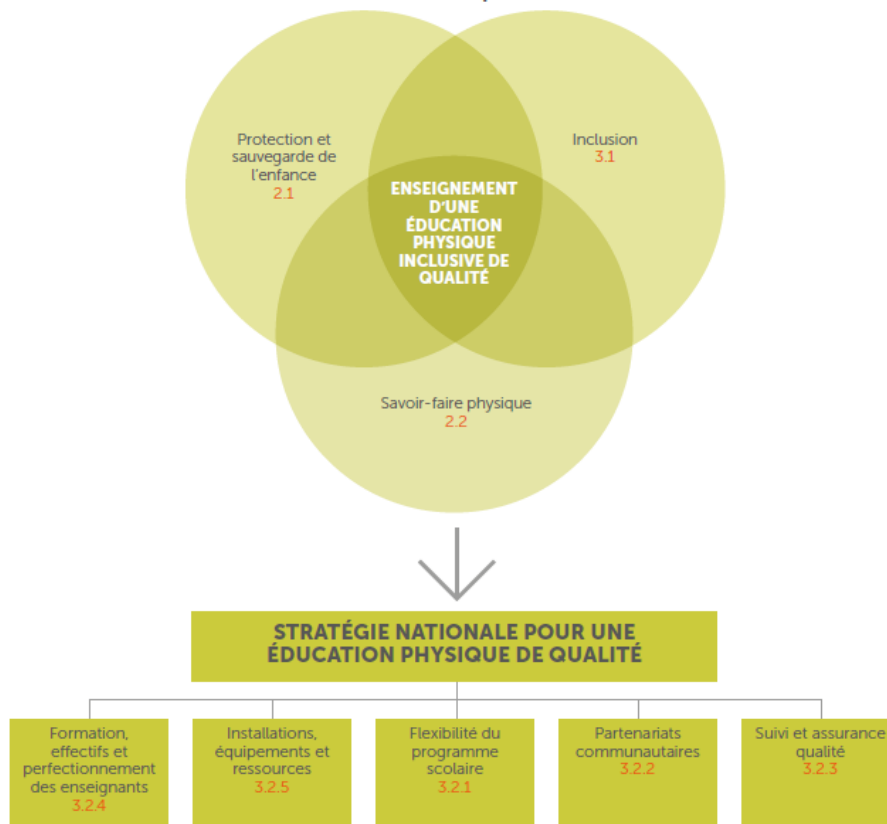 Protection et
sauvegarde de
l'enfance
2.1
Inclusion
3.1
ENSEIGNEMENT
D'UNE
ÉDUCATION
PHYSIQUE
INCLUSIVE DE
QUALITÉ
Savoir-faire physique
2.2
STRATÉGIE NATIONALE POUR UNE
ÉDUCATION PHYSIQUE DE QUALITÉ
Formation,
effectifs et
perfectionnement
des enseignants
3.2.4
Installations,
équipements et
ressources
3.2.5
Flexibilité du
programme
scolaire
3.2.1
Partenariats
communautaires
3.2.2
Suivi et assurance
qualité
3.2.3